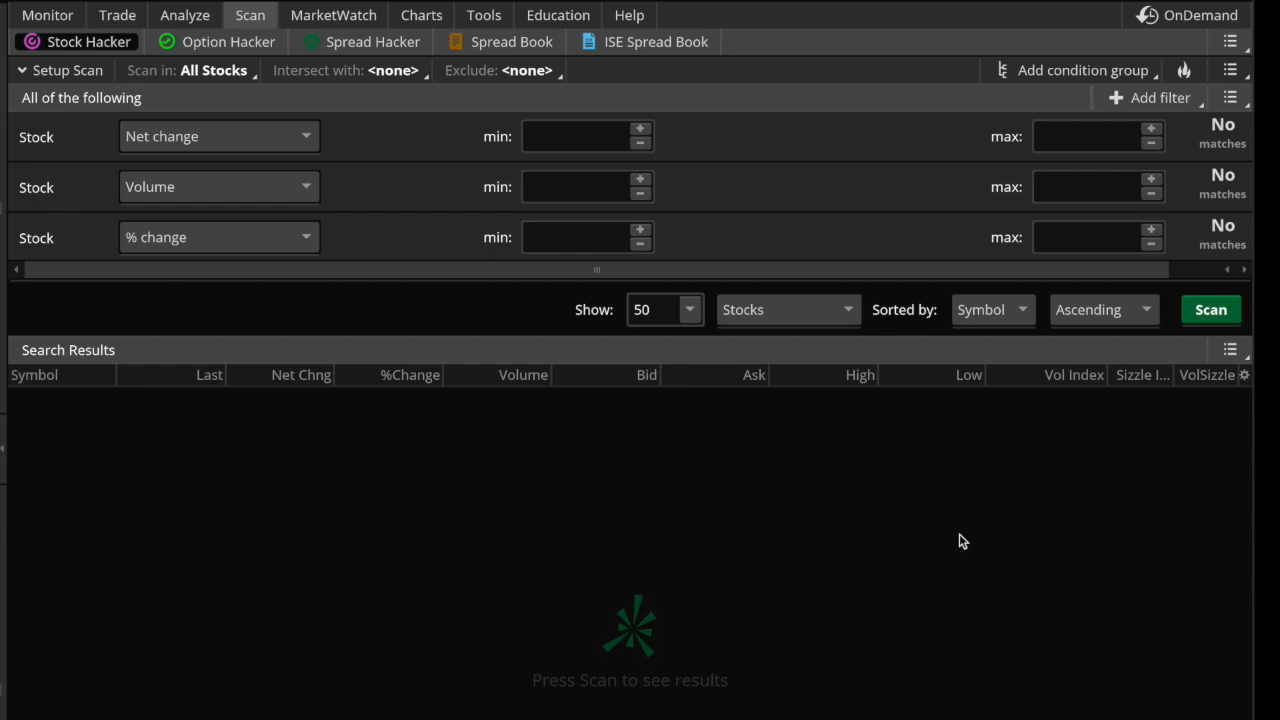 Monitor Trade Analyze Scan MarketWatch Charts Tools Education Help OnDemand
Stock Hacker Option Hacker Spread Hacker Spread Book ISE Spread Book
Setup Scan Scan in: All Stocks Intersect with: <none> Exclude: <none> Add condition group
All of the following Add filter
Stock Net change min: max: No matches
Stock Volume min: max: No matches
Stock % change min: max: No matches
Show: 50 Stocks Sorted by: Symbol Ascending Scan
Search Results
Symbol Last Net Chng %Change Volume Bid Ask High Low Vol Index Sizzle I... VolSizzle
Press Scan to see results